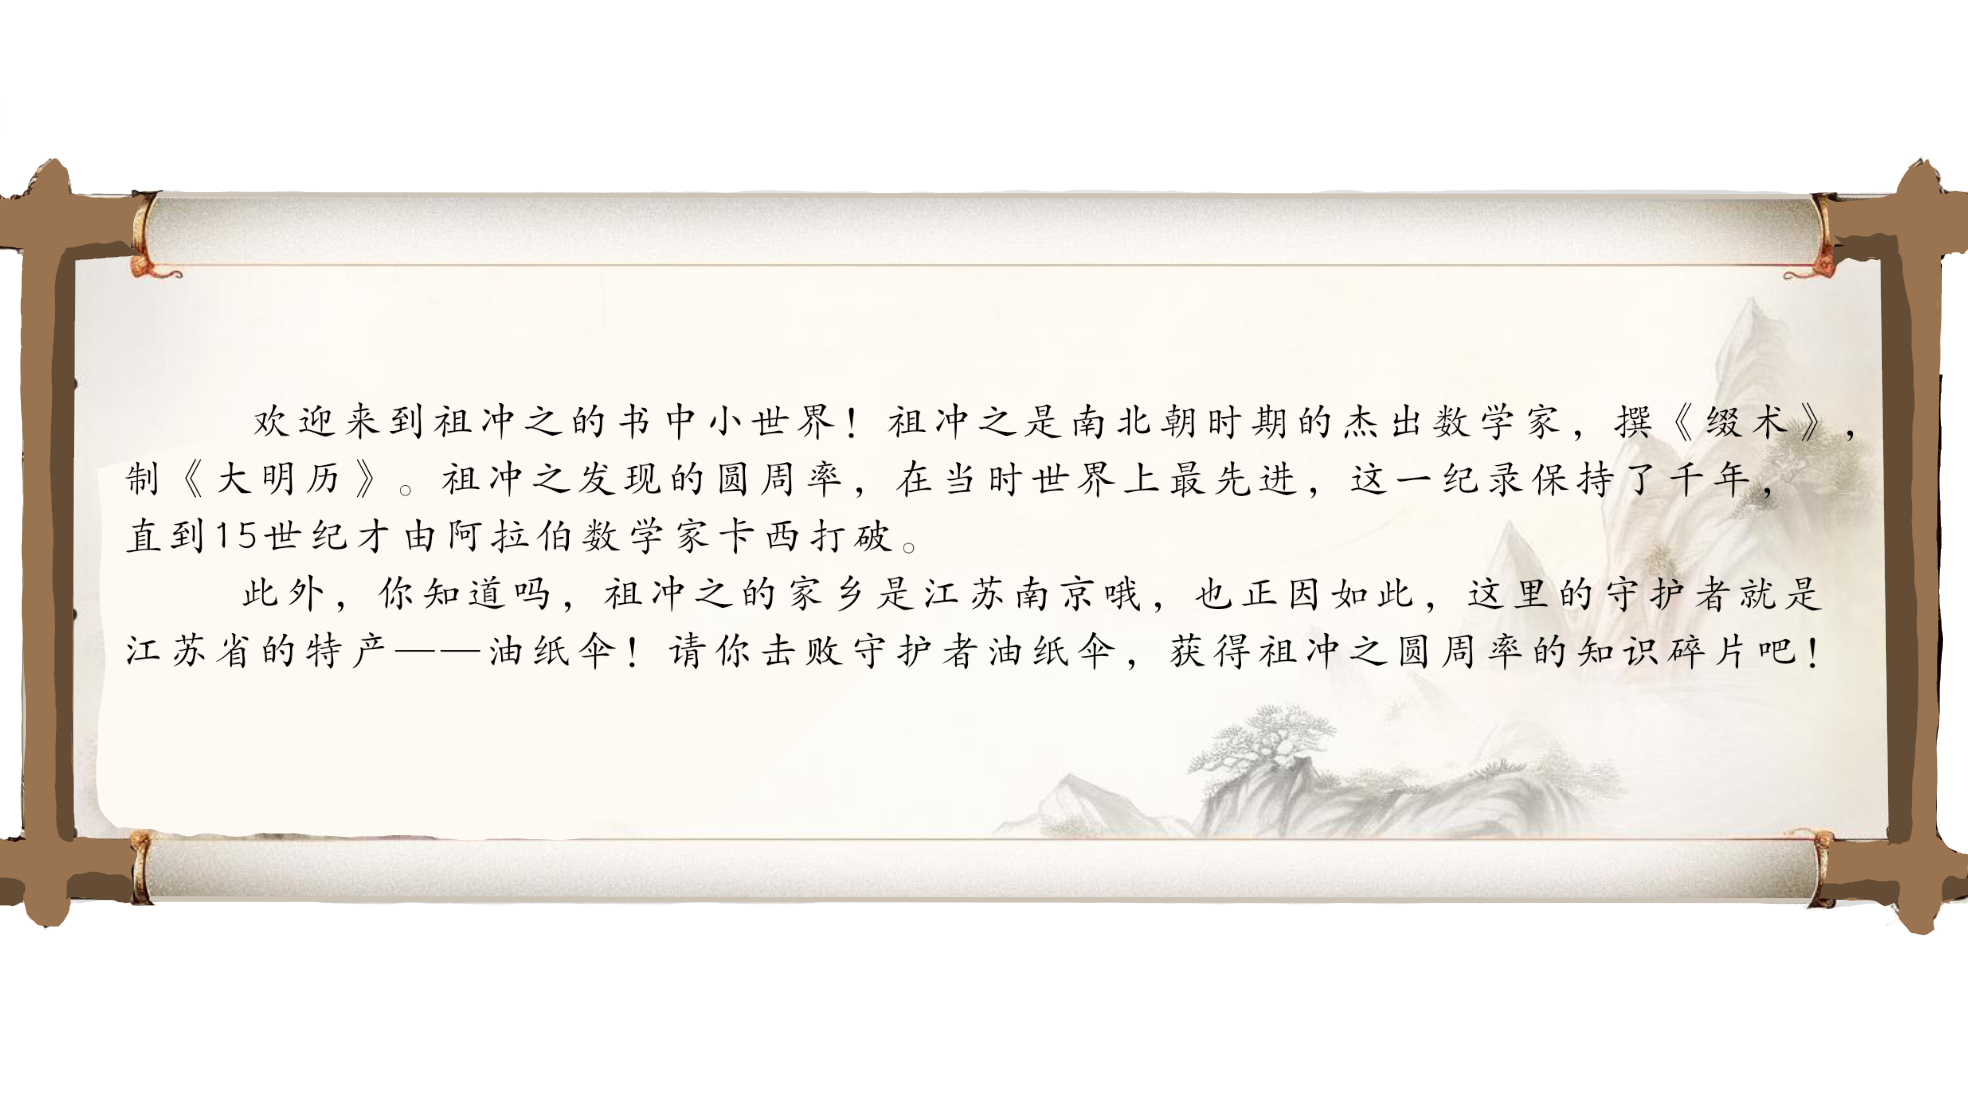 欢迎来到祖冲之的书中小世界！祖冲之是南北朝时期的杰出数学家，撰《缀术》，
制《大明历》。祖冲之发现的圆周率，在当时世界上最先进，这一纪录保持了千年，
直到15世纪才由阿拉伯数学家卡西打破。
此外，你知道吗，祖冲之的家乡是江苏南京哦，也正因如此，这里的守护者就是
江苏省的特产——油纸伞！请你击败守护者油纸伞，获得祖冲之圆周率的知识碎片吧！